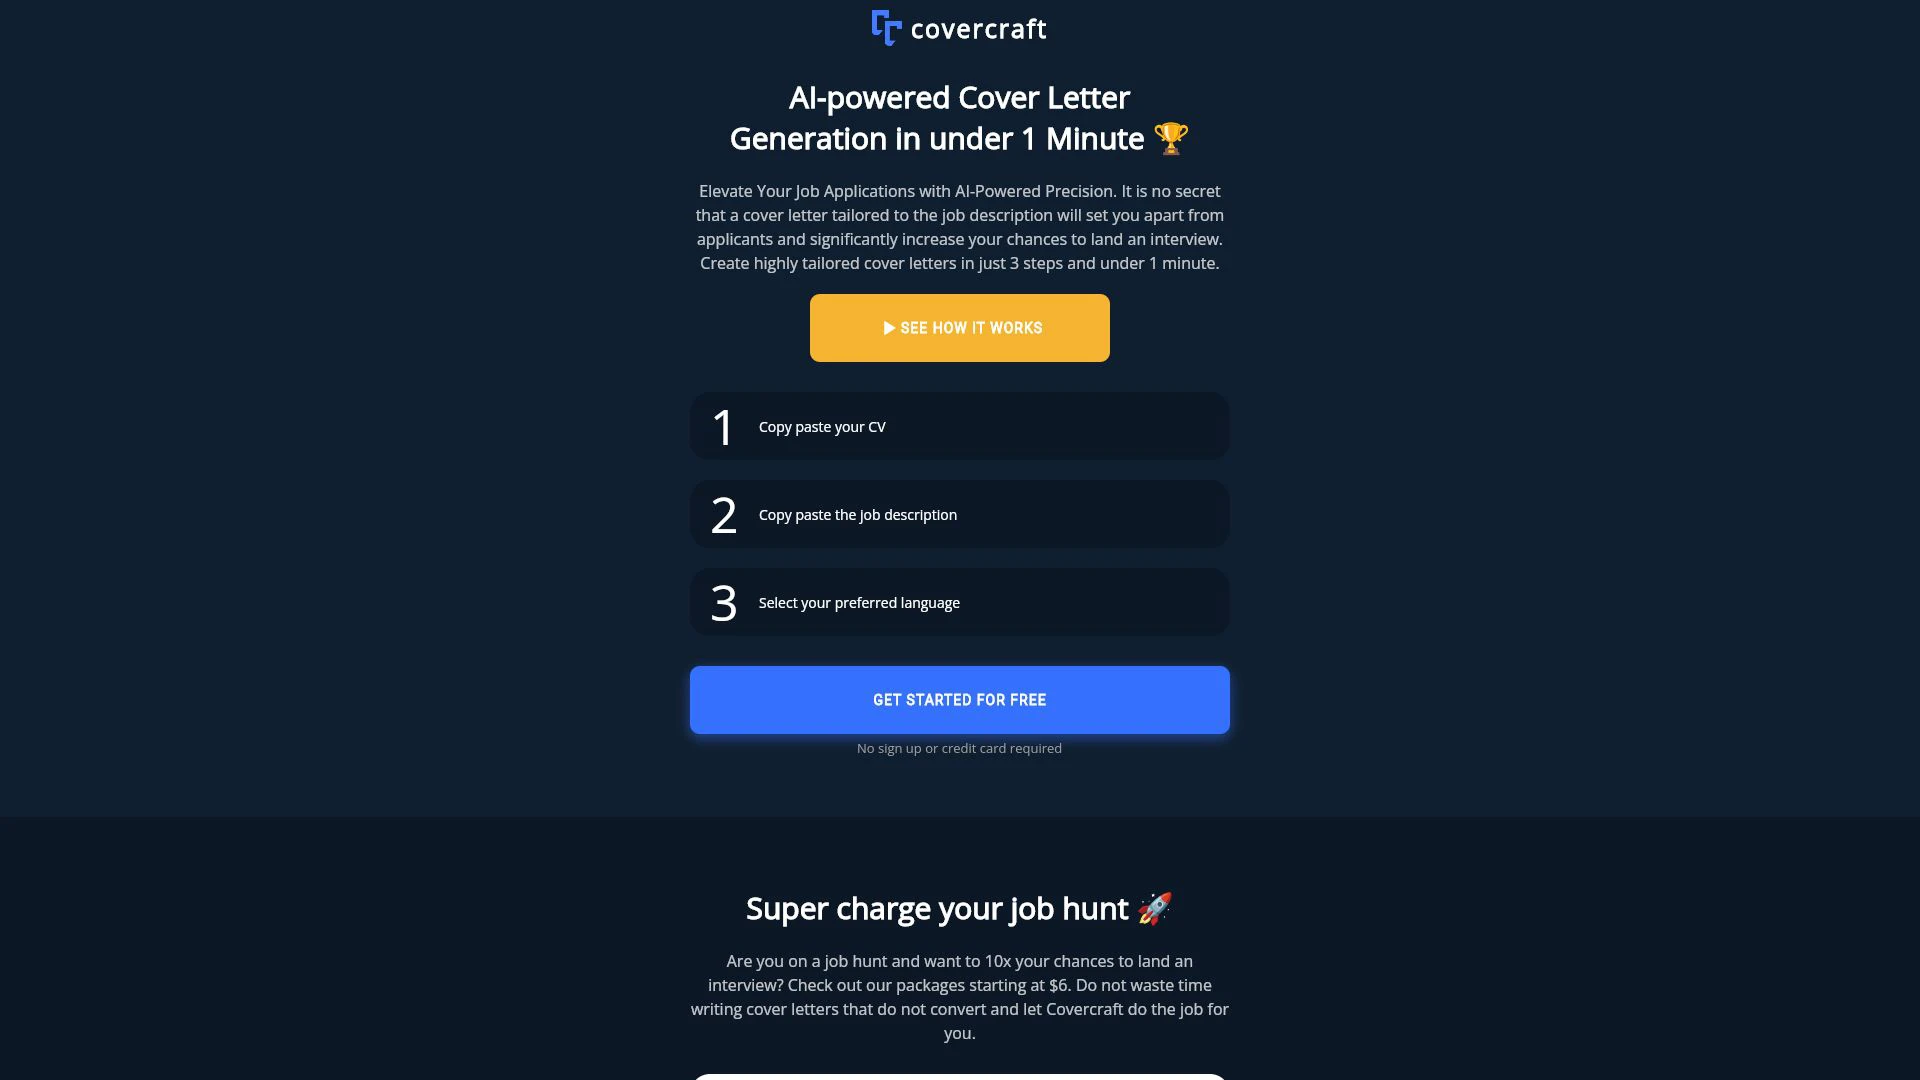 covercraft
AI-powered Cover Letter
Generation in under 1 Minute 🏆
Elevate Your Job Applications with AI-Powered Precision. It is no secret
that a cover letter tailored to the job description will set you apart from
applicants and significantly increase your chances to land an interview.
Create highly tailored cover letters in just 3 steps and under 1 minute.
▶ SEE HOW IT WORKS
1 Copy paste your CV
2 Copy paste the job description
3 Select your preferred language
GET STARTED FOR FREE
No sign up or credit card required
Super charge your job hunt 🚀
Are you on a job hunt and want to 10x your chances to land an
interview? Check out our packages starting at $6. Do not waste time
writing cover letters that do not convert and let Covercraft do the job for
you.